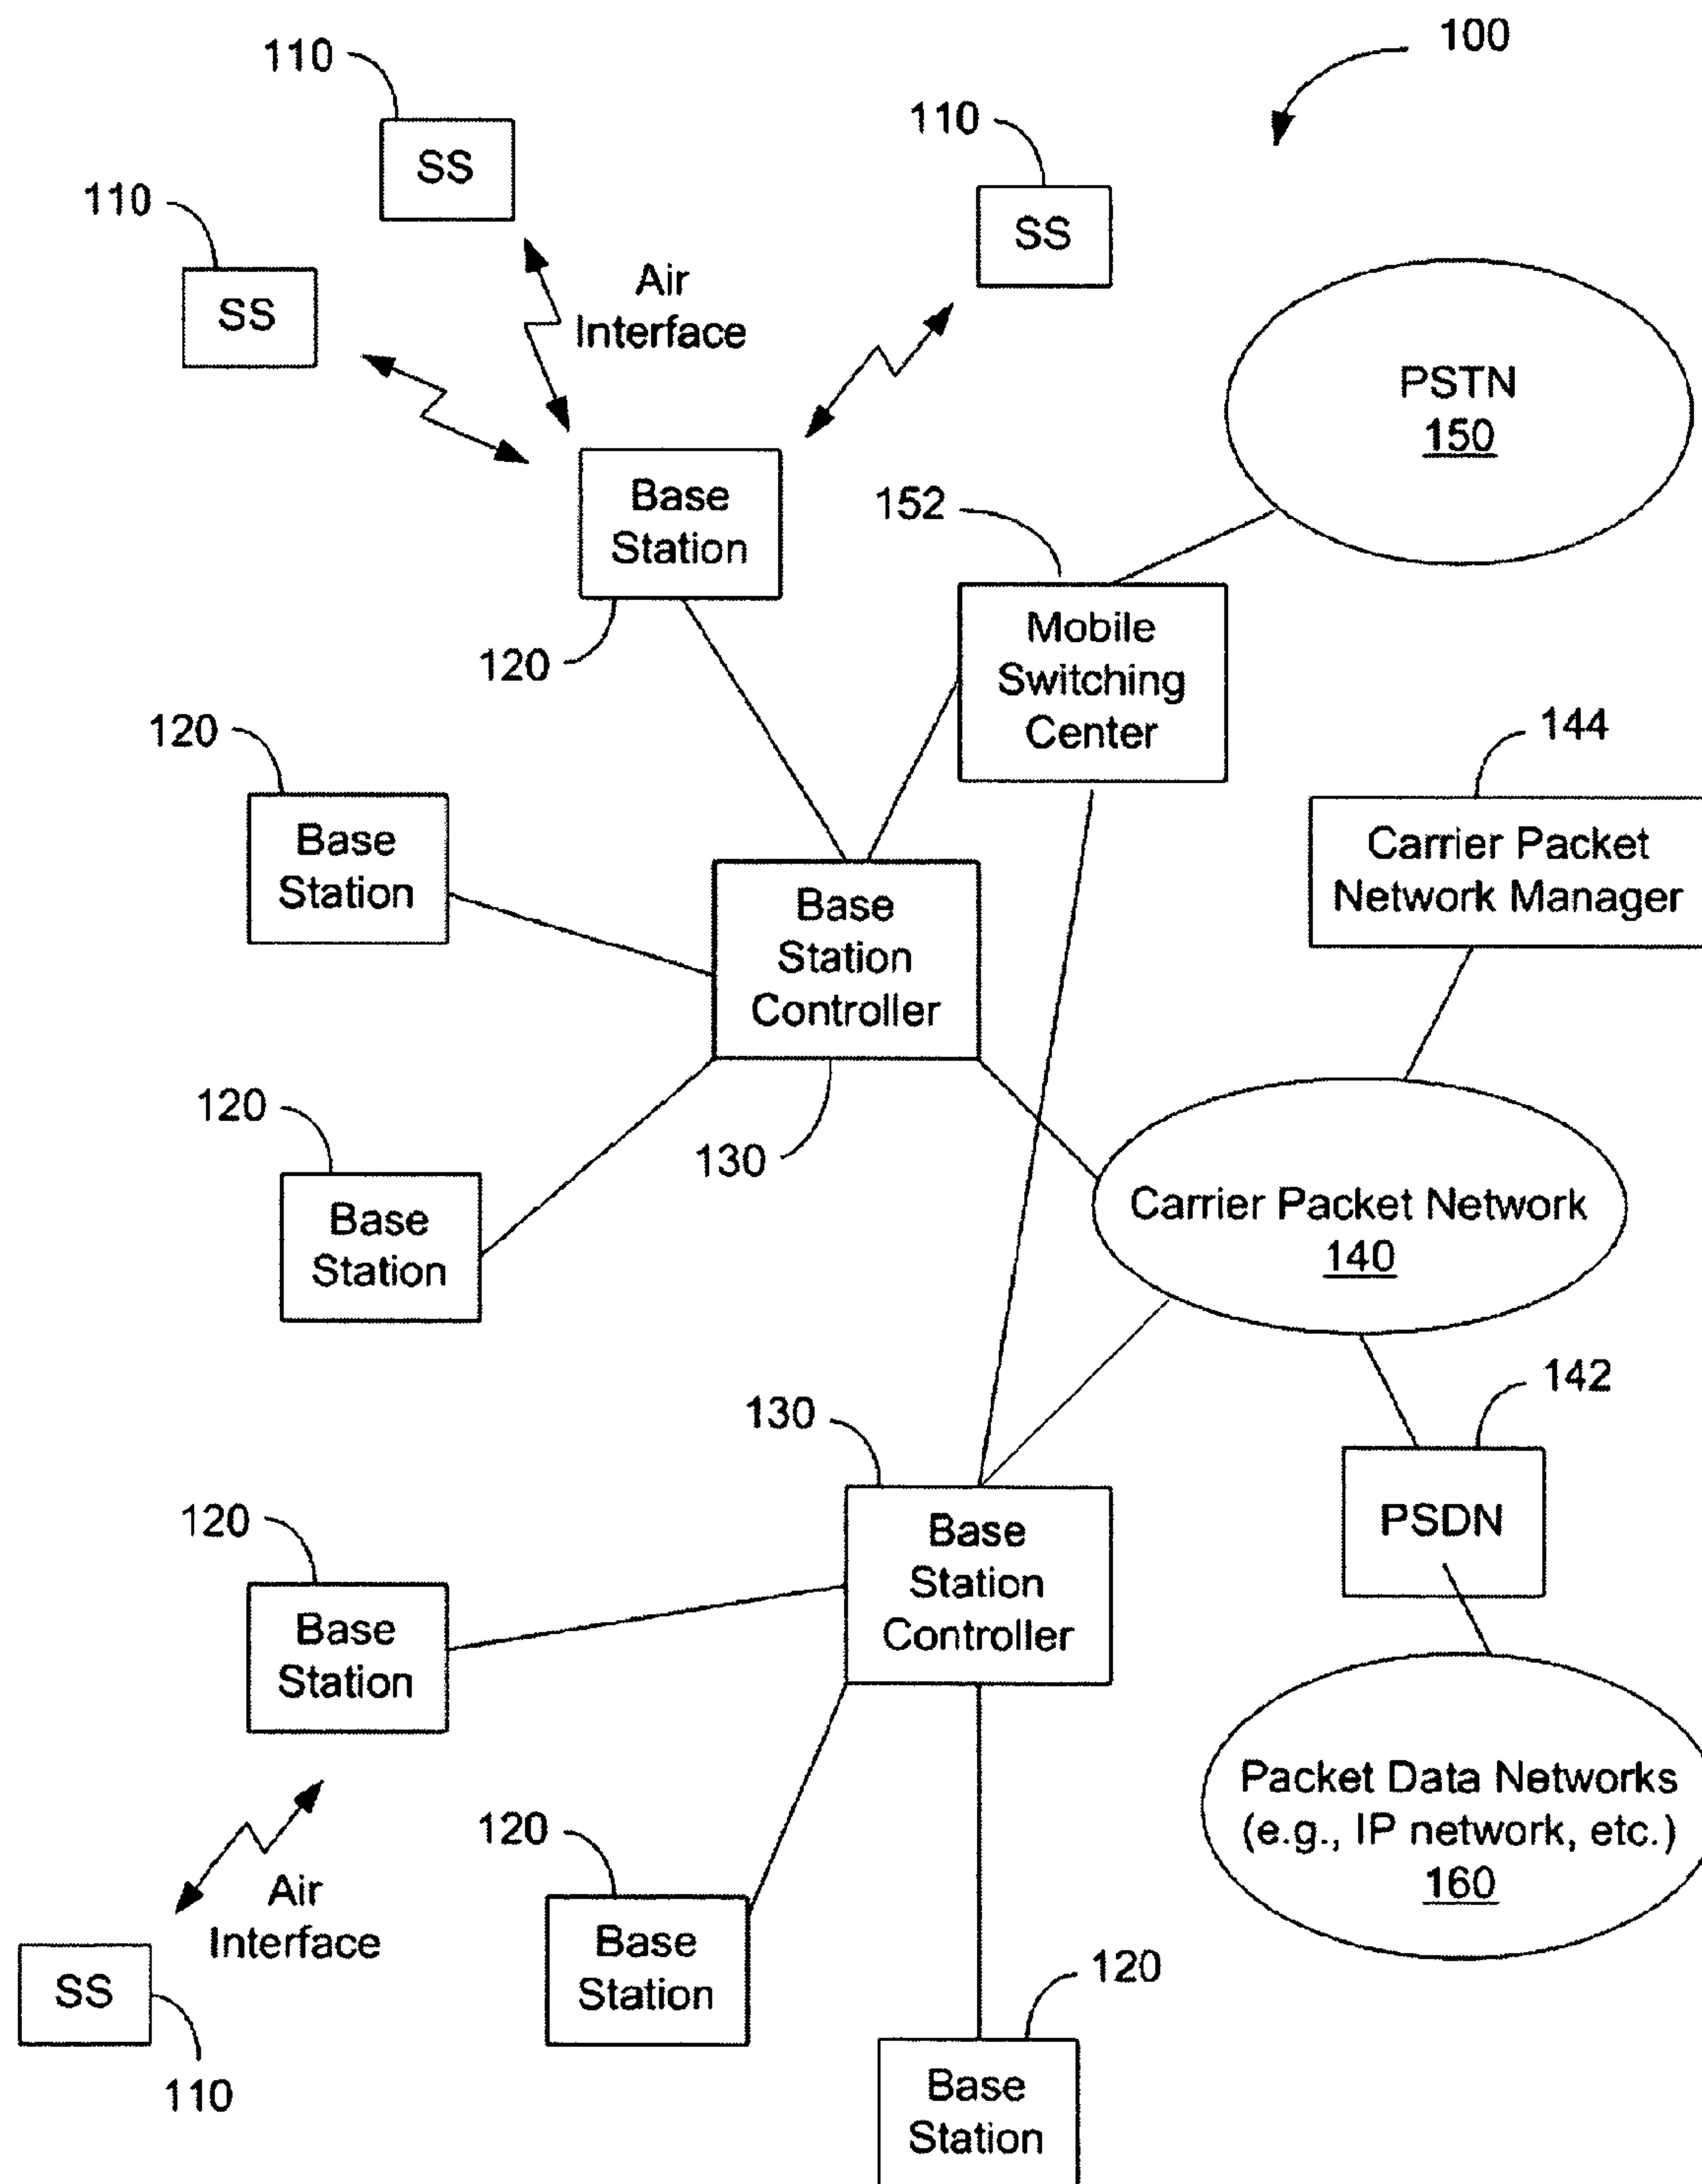 100
110
110
SS
110
SS
SS
Air
Interface
PSTN
150
Base
Station
152
120
Mobile
Switching
Center
120
144
Base
Station
Carrier Packet
Network Manager
Base
Station
Controller
120
130
Base
Station
Carrier Packet Network
140
142
130
PSDN
120
Base
Station
Controller
Base
Station
Packet Data Networks
(e.g., IP network, etc.)
160
120
Air
Interface
Base
Station
SS
110
120
Base
Station